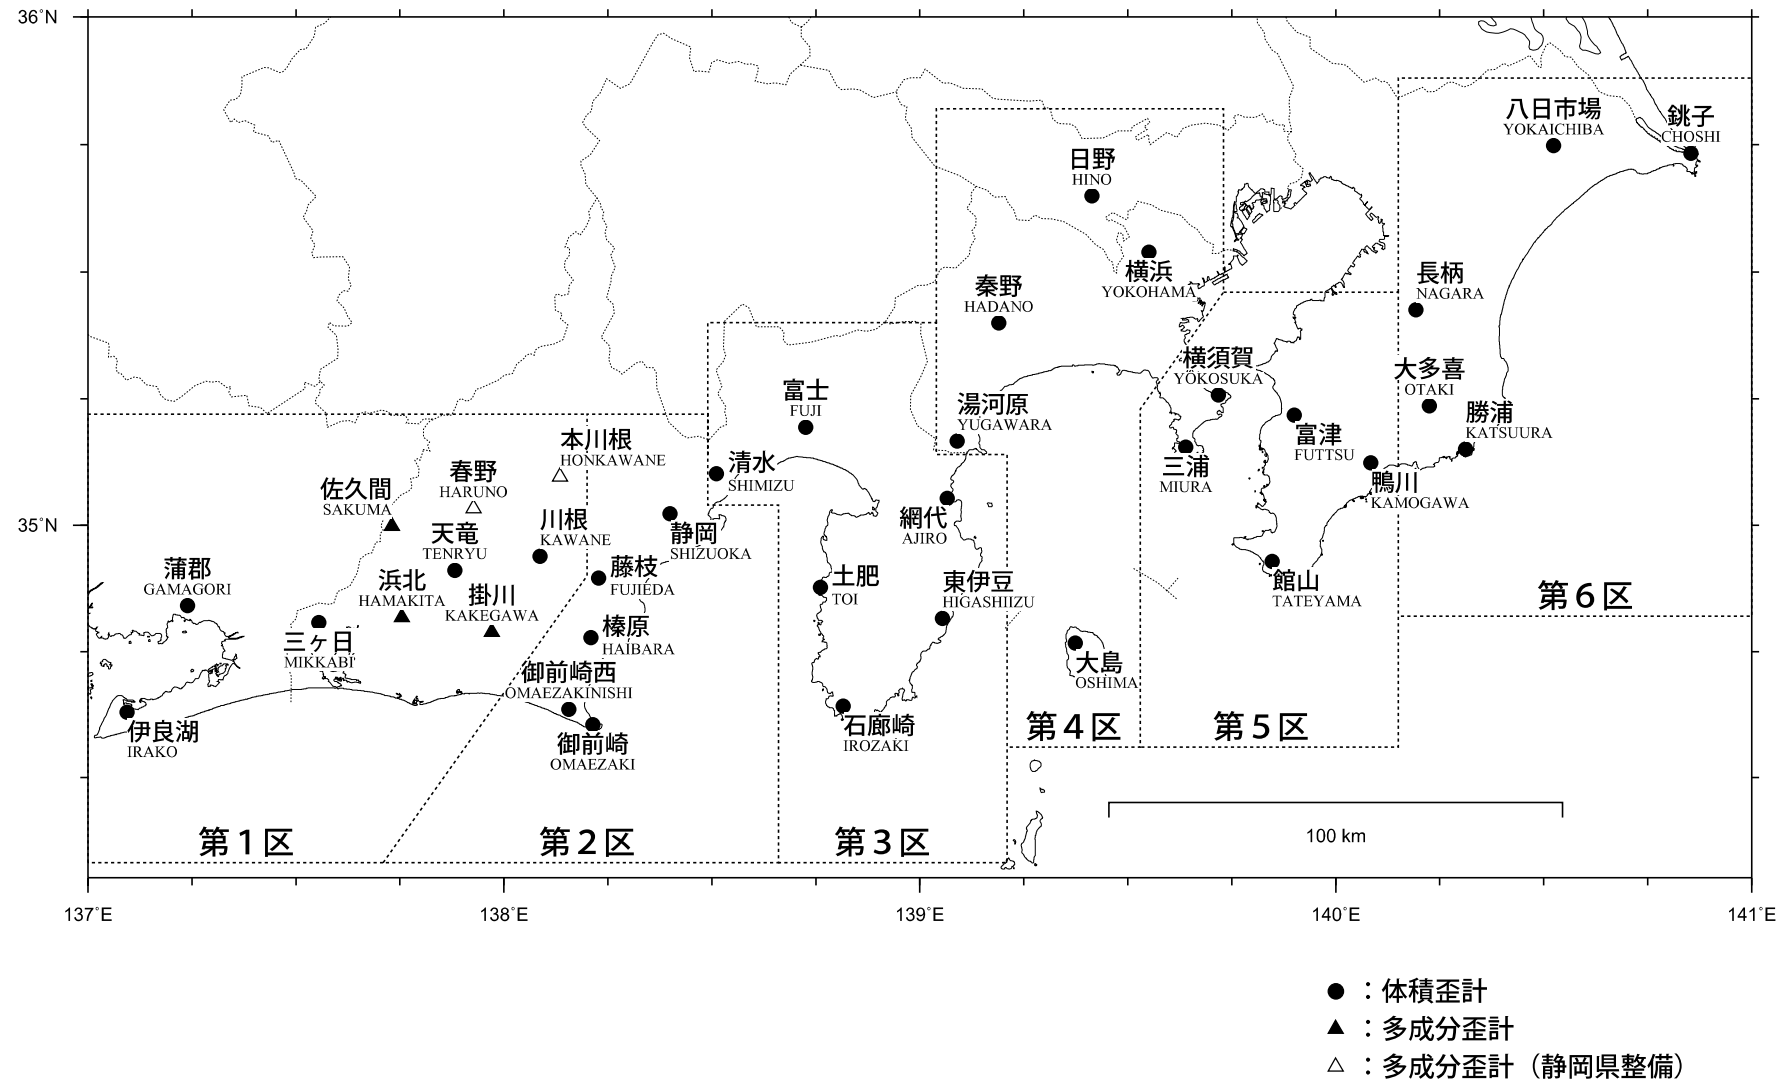 36°N
八日市場
YOKAICHIBA
銚子
CHOSHI
日野
HINO
横浜
YOKOHAMA
長柄
NAGARA
秦野
HADANO
横須賀
YOKOSUKA
大多喜
OTAKI
富士
FUJI
湯河原
YUGAWARA
勝浦
KATSUURA
富津
FUTTSU
本川根
HONKAWANE
清水
SHIMIZU
三浦
MIURA
春野
HARUNO
鴨川
KAMOGAWA
佐久間
SAKUMA
35°N
天竜
TENRYU
川根
KAWANE
静岡
SHIZUOKA
網代
AJIRO
蒲郡
GAMAGORI
浜北
HAMAKITA
掛川
KAKEGAWA
藤枝
FUJIEDA
土肥
TOI
東伊豆
HIGASHIIZU
館山
TATEYAMA
第6区
三ヶ日
MIKKABI
榛原
HAIBARA
御前崎西
OMAEZAKINISHI
大島
OSHIMA
伊良湖
IRAKO
御前崎
OMAEZAKI
石廊崎
IROZAKI
第4区
第5区
第1区
第2区
第3区
100 km
137°E
138°E
139°E
140°E
141°E
●：体積歪計
▲：多成分歪計
△：多成分歪計（静岡県整備）